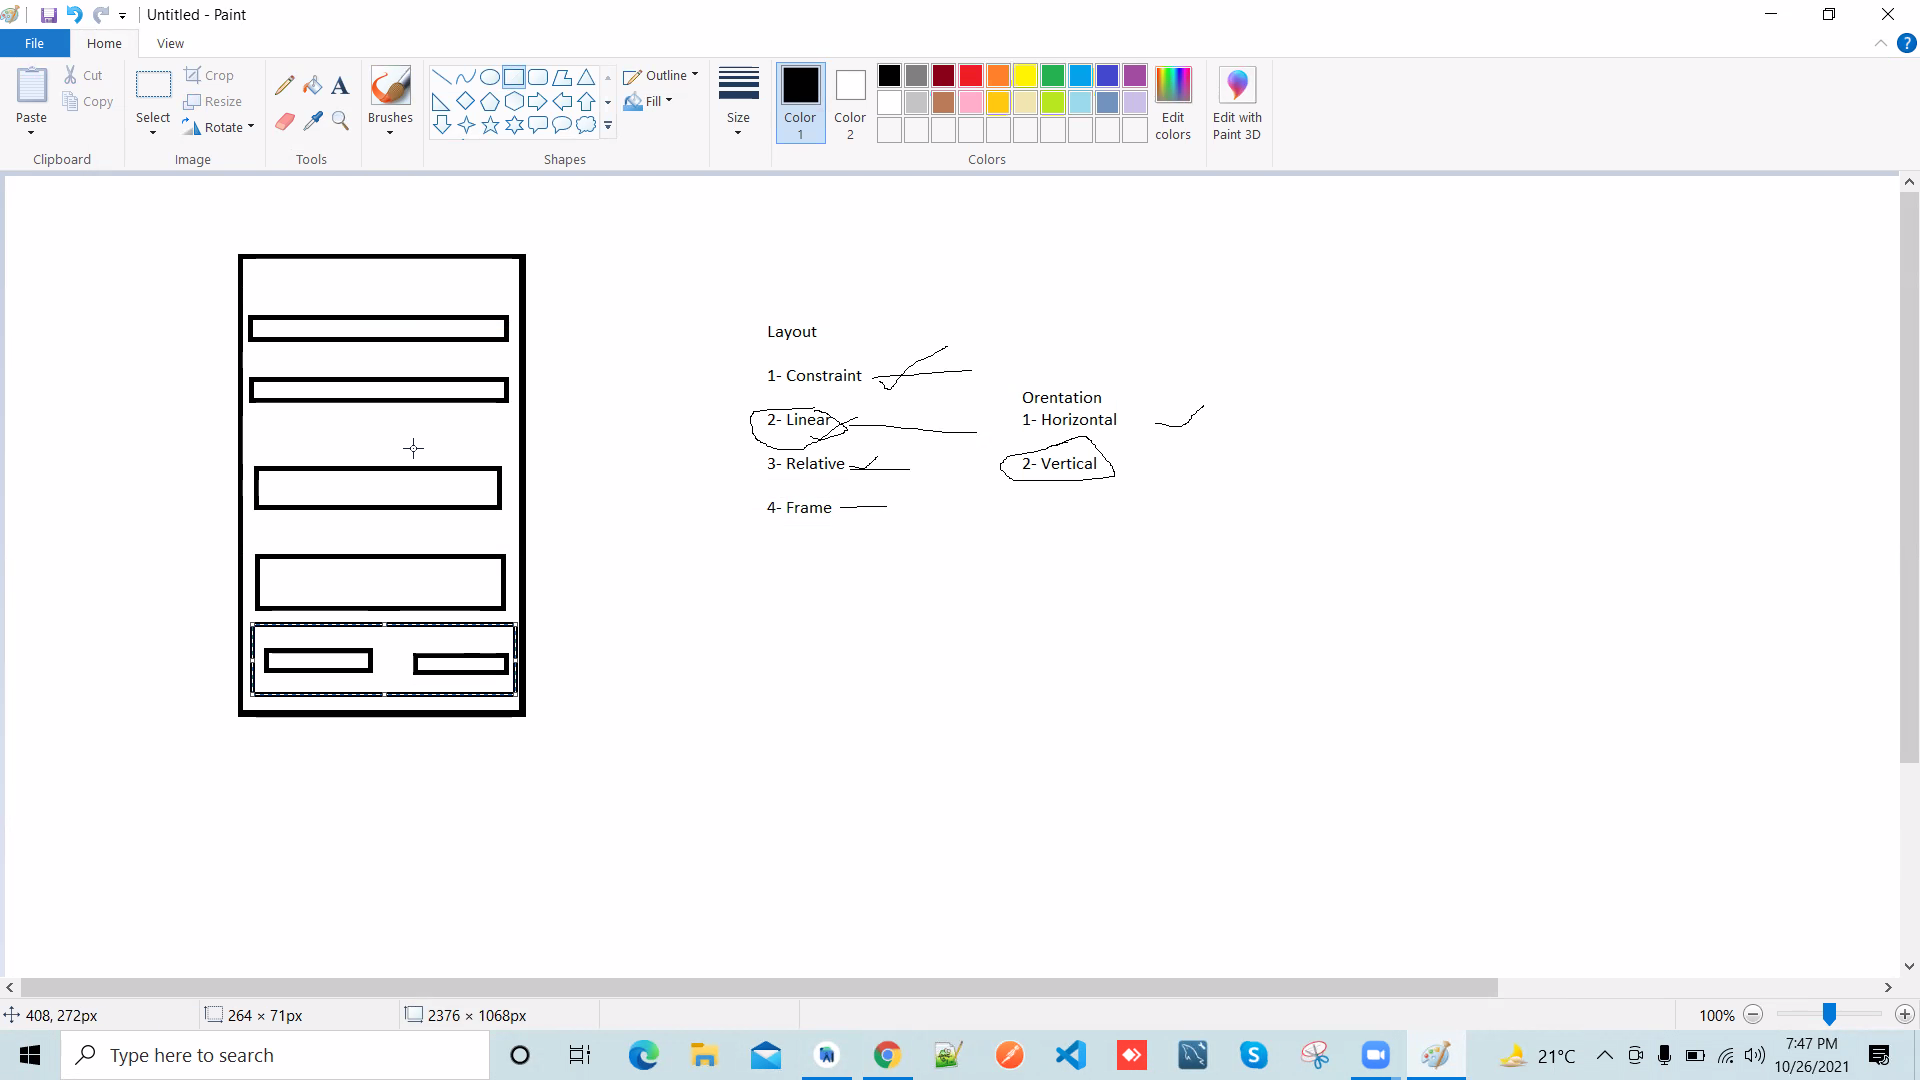 Untitled - Paint
File
Home
View
Paste
Cut
Copy
Clipboard
Select
Crop
Resize
Rotate
Image
Tools
Brushes
Shapes
Outline
Fill
Size
Color
1
Color
2
Colors
Edit
colors
Edit with
Paint 3D
Layout
1- Constraint
2- Linear
3- Relative
4- Frame
Orentation
1- Horizontal
2- Vertical
408, 272px
264 × 71px
2376 × 1068px
100%
Type here to search
21°C
7:47 PM
10/26/2021